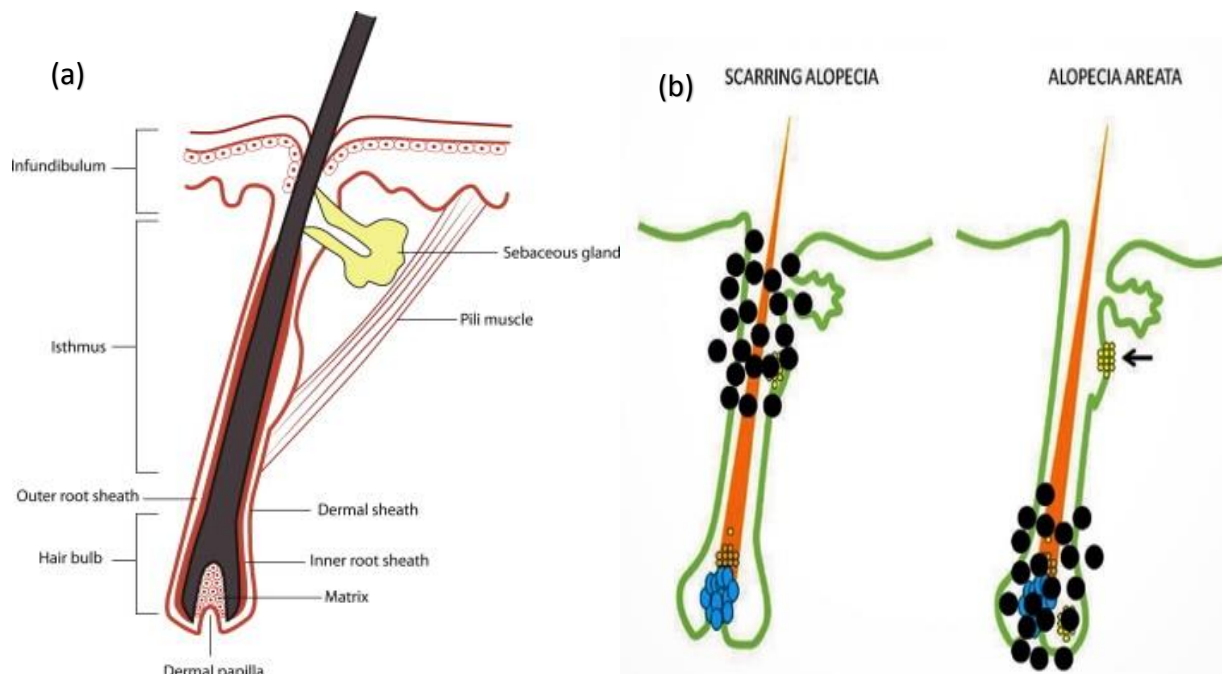 (a)
Infundibulum
Sebaceous gland
Pili muscle
Isthmus
Outer root sheath
Dermal sheath
Hair bulb
Inner root sheath
Matrix
Dermal papilla
(b)
SCARRING ALOPECIA
ALOPECIA AREATA